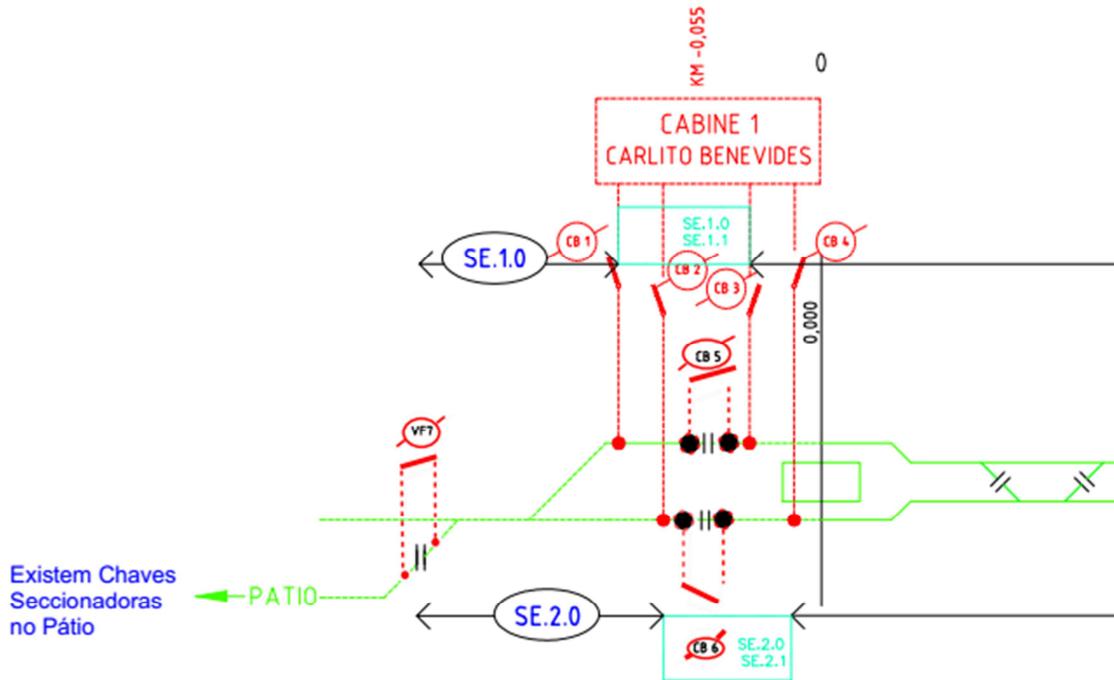 KM -0,055
0
CABINE 1
CARLITO BENEVIDES
SE.1.0
SE.1.1
CB 1
CB 4
SE.1.0
CB 2
CB 3
0,000
CB 5
VF7
Existem Chaves
Seccionadoras
no Pátio
PATIO
SE.2.0
CB 6
SE.2.0
SE.2.1